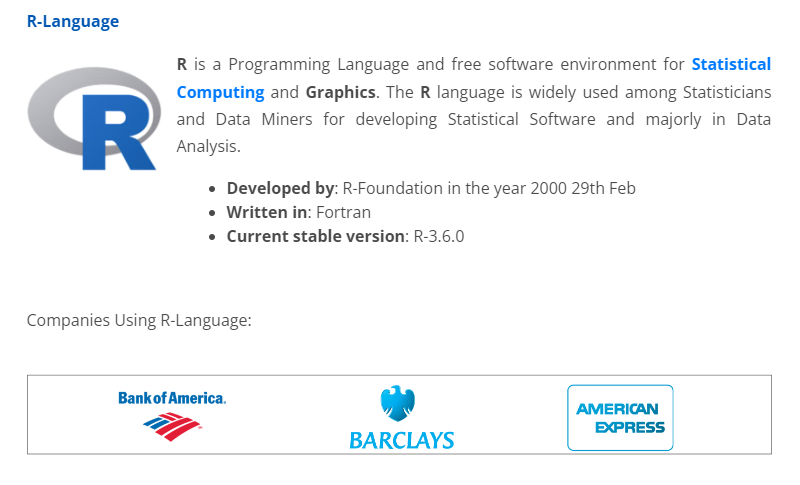 R-Language
R
R is a Programming Language and free software environment for Statistical
Computing and Graphics. The R language is widely used among Statisticians
and Data Miners for developing Statistical Software and majorly in Data
Analysis.
• Developed by: R-Foundation in the year 2000 29th Feb
• Written in: Fortran
• Current stable version: R-3.6.0
Companies Using R-Language:
Bank of America.
BARCLAYS
AMERICAN
EXPRESS